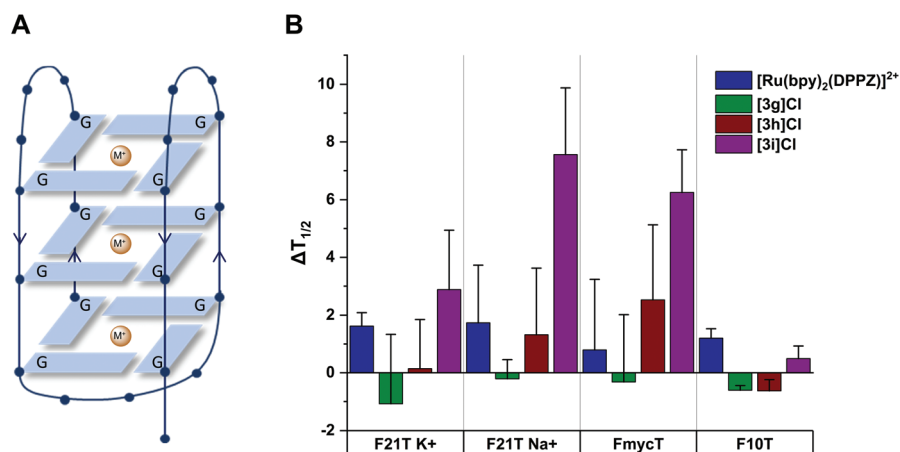 A
B
G
M⁺
G
G
G
M⁺
G
G
G
M⁺
G
G
ΔT1/2
10
8
6
4
2
0
-2
[Ru(bpy)2(DPPZ)]²⁺
[3g]Cl
[3h]Cl
[3i]Cl
F21T K+
F21T Na+
FmycT
F10T